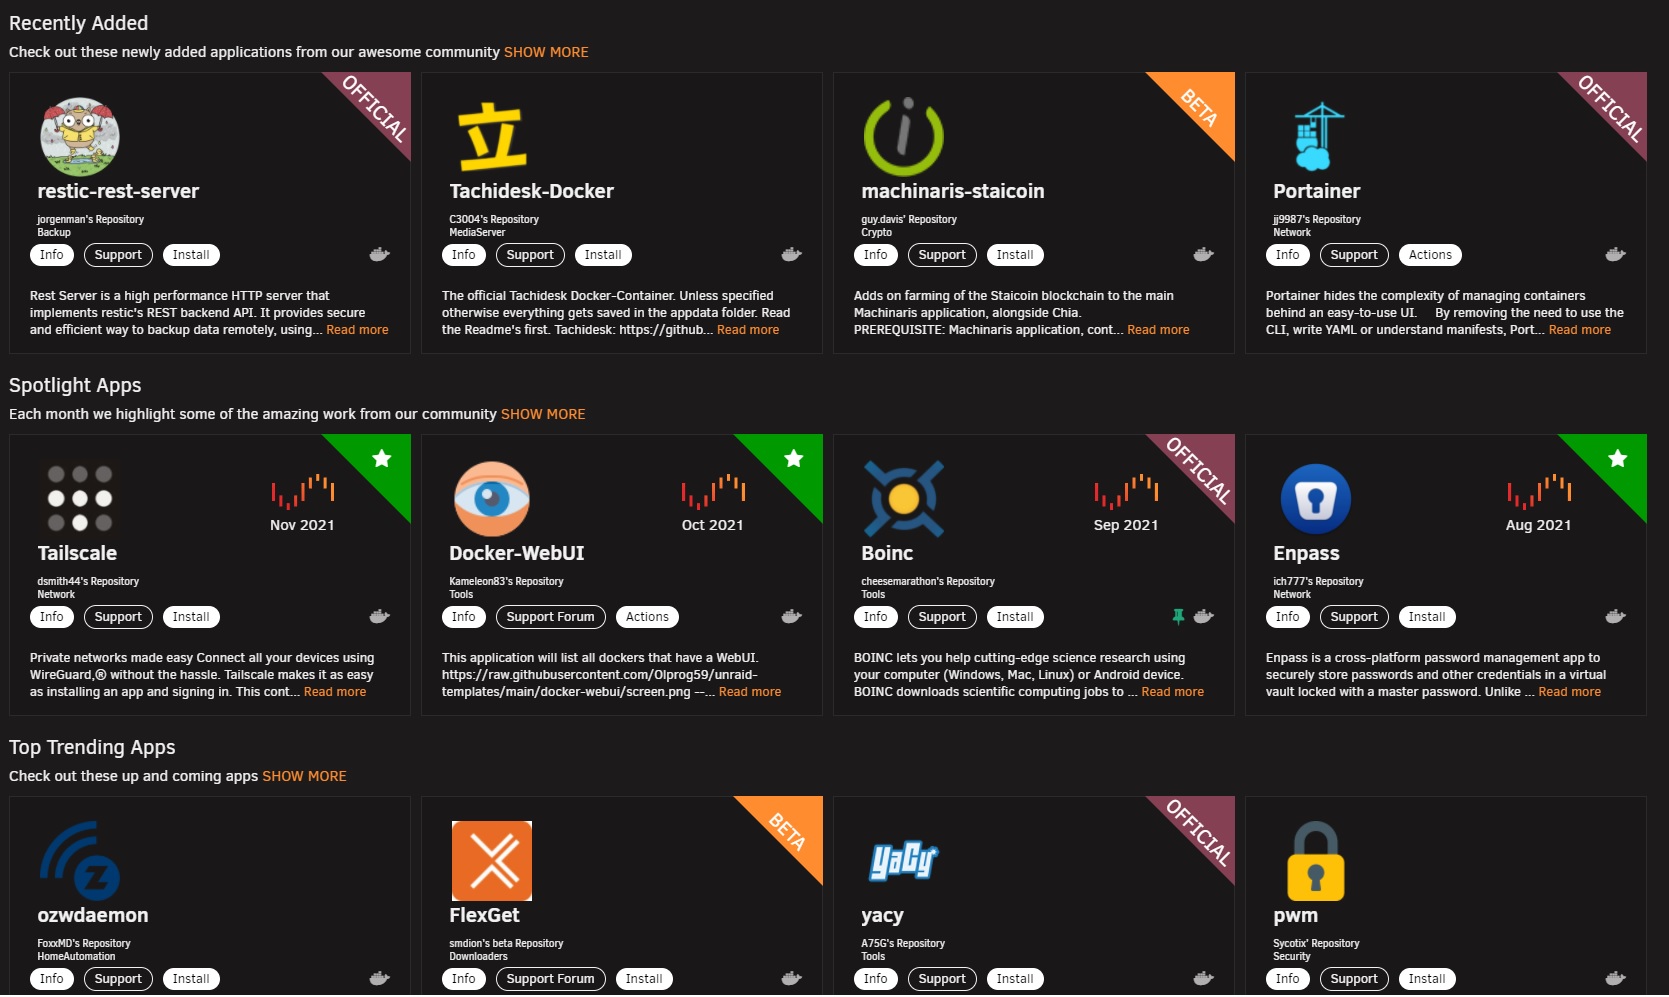 Recently Added
Check out these newly added applications from our awesome community SHOW MORE
OFFICIAL
restic-rest-server
jorgenman's Repository
Backup
Info Support Install
Rest Server is a high performance HTTP server that
implements restic's REST backend API. It provides secure
and efficient way to backup data remotely, using... Read more
立
Tachidesk-Docker
C3004's Repository
MediaServer
Info Support Install
The official Tachidesk Docker-Container. Unless specified
otherwise everything gets saved in the appdata folder. Read
the Readme's first. Tachidesk: https://github... Read more
BETA
machinaris-staicoin
guy.davis' Repository
Crypto
Info Support Install
Adds on farming of the Staicoin blockchain to the main
Machinaris application, alongside Chia.
PREREQUISITE: Machinaris application, cont... Read more
OFFICIAL
Portainer
jj9987's Repository
Network
Info Support Actions
Portainer hides the complexity of managing containers
behind an easy-to-use UI. By removing the need to use the
CLI, write YAML or understand manifests, Port... Read more
Spotlight Apps
Each month we highlight some of the amazing work from our community SHOW MORE
Nov 2021
Tailscale
dsmith44's Repository
Network
Info Support Install
Private networks made easy Connect all your devices using
WireGuard,® without the hassle. Tailscale makes it as easy
as installing an app and signing in. This cont... Read more
Oct 2021
Docker-WebUI
Kameleon83's Repository
Tools
Info Support Forum Actions
This application will list all dockers that have a WebUI.
https://raw.githubusercontent.com/Olprog59/unraid-
templates/main/docker-webui/screen.png --... Read more
OFFICIAL
Sep 2021
Boinc
cheesemarathon's Repository
Tools
Info Support Install
BOINC lets you help cutting-edge science research using
your computer (Windows, Mac, Linux) or Android device.
BOINC downloads scientific computing jobs to ... Read more
Aug 2021
Enpass
ich777's Repository
Network
Info Support Install
Enpass is a cross-platform password management app to
securely store passwords and other credentials in a virtual
vault locked with a master password. Unlike ... Read more
Top Trending Apps
Check out these up and coming apps SHOW MORE
Z
ozwdaemon
FoxxMD's Repository
HomeAutomation
Info Support Install
BETA
FlexGet
smdion's beta Repository
Downloaders
Info Support Forum Install
OFFICIAL
YaCy
yacy
A75G's Repository
Tools
Info Support Install
pwm
Sycotix' Repository
Security
Info Support Install